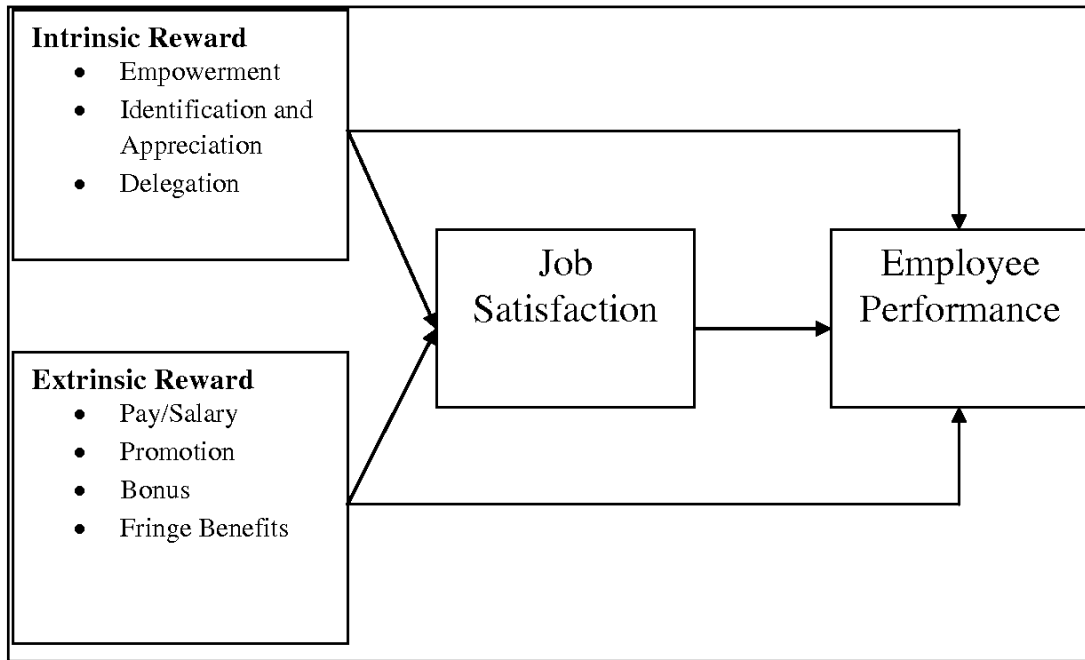 Intrinsic Reward
• Empowerment
• Identification and
Appreciation
• Delegation
Job
Satisfaction
Employee
Performance
Extrinsic Reward
• Pay/Salary
• Promotion
• Bonus
• Fringe Benefits